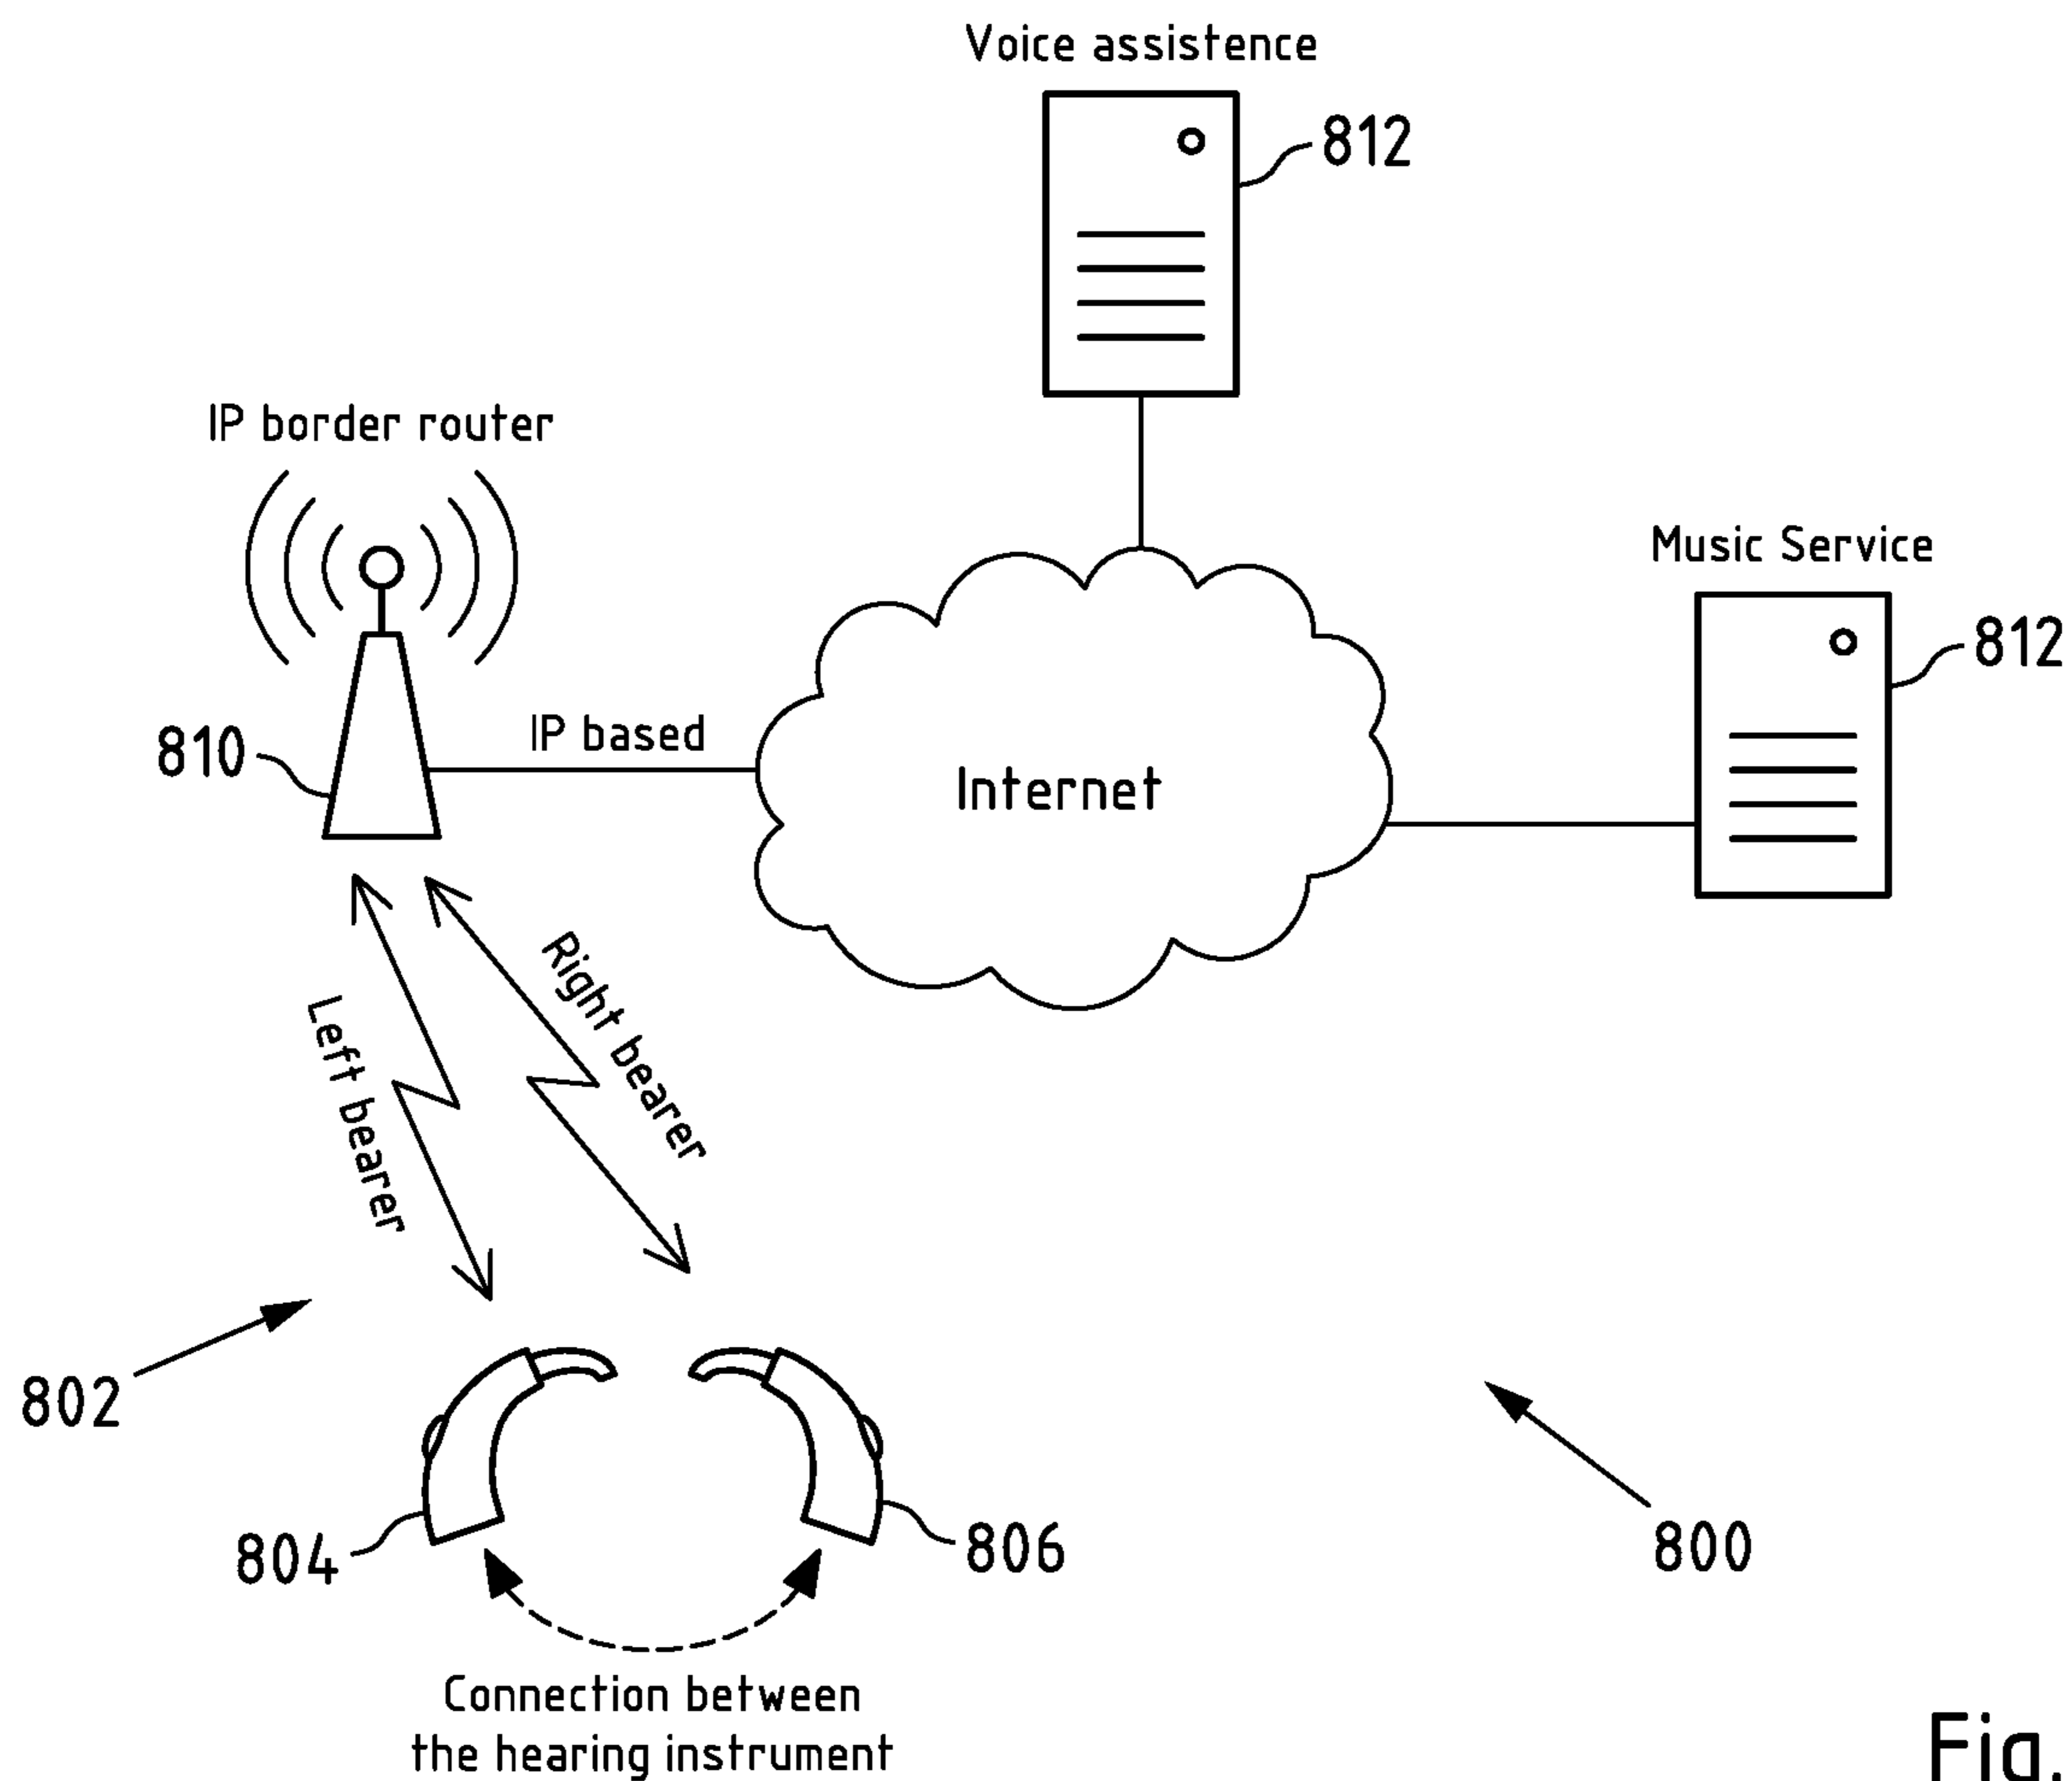 Voice assistence
812
IP border router
Music Service
812
810
IP based
Internet
Left bearer
Right bearer
802
804
806
800
Connection between
the hearing instrument
Fig.